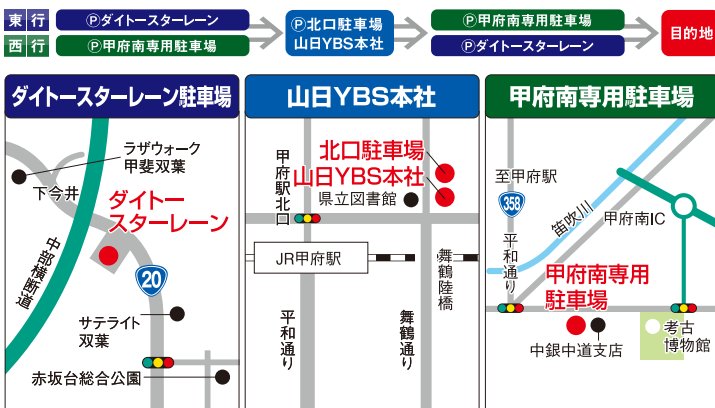 東行
Ⓟダイトースターレーン
Ⓟ北口駐車場
山日YBS本社
Ⓟ甲府南専用駐車場
目的地
西行
Ⓟ甲府南専用駐車場
Ⓟダイトースターレーン
ダイトースターレーン駐車場
ラザウォーク
甲斐双葉
下今井
ダイトー
スターレーン
中部横断道
20
サテライト
双葉
赤坂台総合公園
山日YBS本社
甲府駅北口
北口駐車場
山日YBS本社
県立図書館
JR甲府駅
舞鶴陸橋
平和通り
舞鶴通り
甲府南専用駐車場
至甲府駅
358
平和通り
笛吹川
甲府南IC
甲府南専用
駐車場
中銀中道支店
考古
博物館